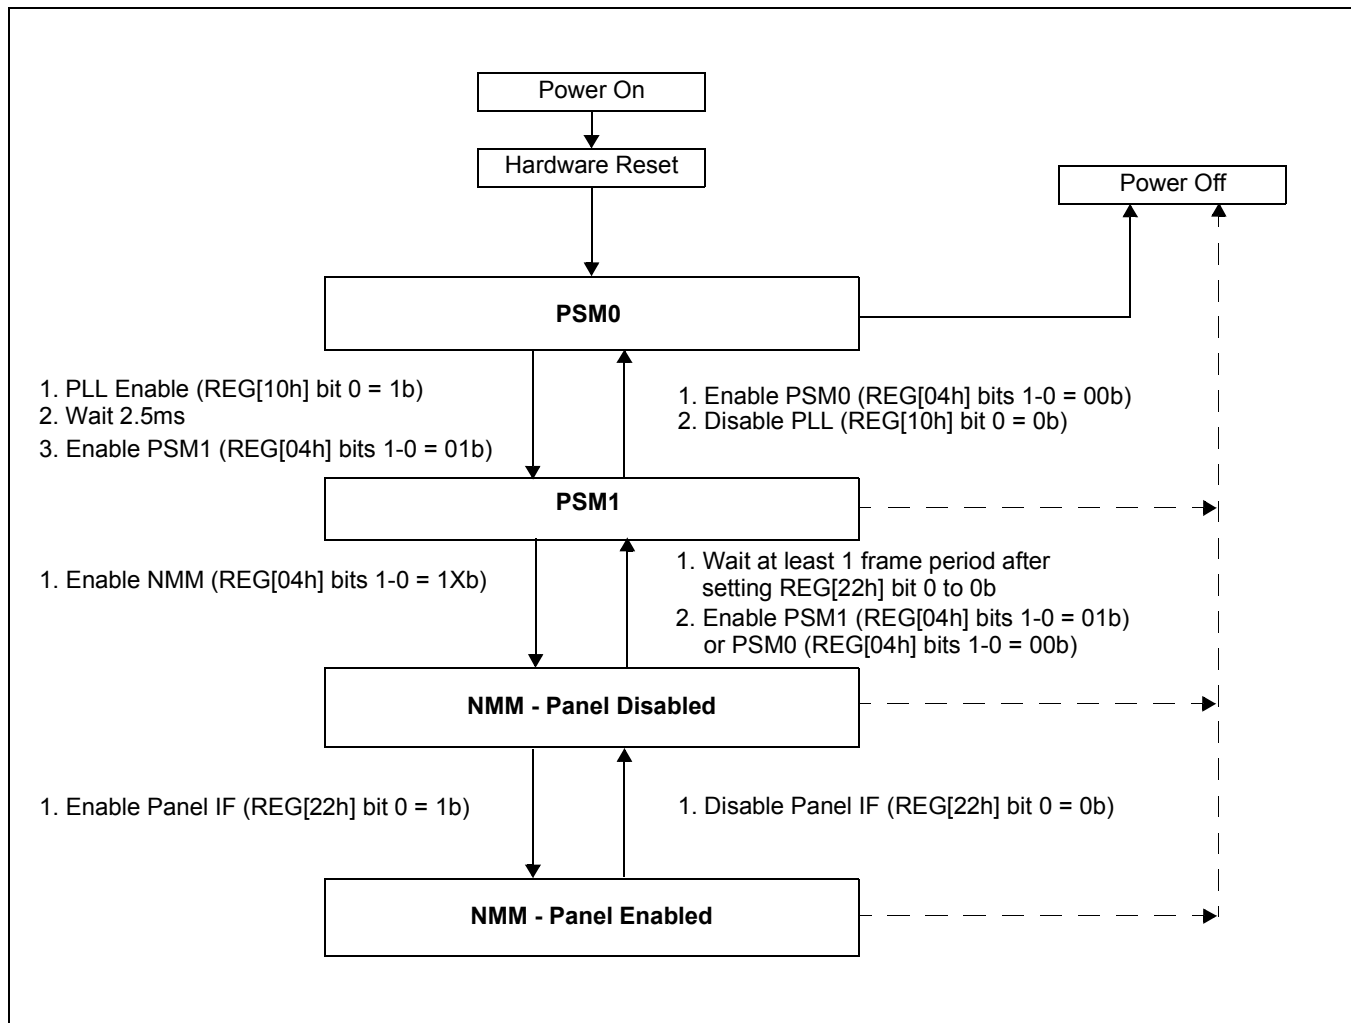 Power On
Hardware Reset
Power Off
PSM0
1. PLL Enable (REG[10h] bit 0 = 1b)
2. Wait 2.5ms
3. Enable PSM1 (REG[04h] bits 1-0 = 01b)
1. Enable PSM0 (REG[04h] bits 1-0 = 00b)
2. Disable PLL (REG[10h] bit 0 = 0b)
PSM1
1. Enable NMM (REG[04h] bits 1-0 = 1Xb)
1. Wait at least 1 frame period after
setting REG[22h] bit 0 to 0b
2. Enable PSM1 (REG[04h] bits 1-0 = 01b)
or PSM0 (REG[04h] bits 1-0 = 00b)
NMM - Panel Disabled
1. Enable Panel IF (REG[22h] bit 0 = 1b)
1. Disable Panel IF (REG[22h] bit 0 = 0b)
NMM - Panel Enabled